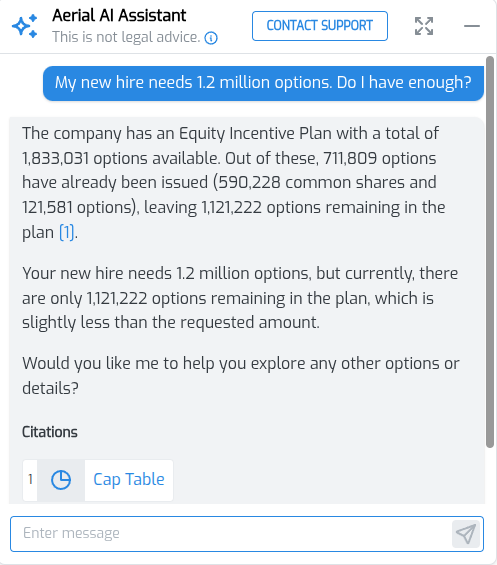 Aerial AI Assistant
This is not legal advice.
CONTACT SUPPORT
My new hire needs 1.2 million options. Do I have enough?
The company has an Equity Incentive Plan with a total of
1,833,031 options available. Out of these, 711,809 options
have already been issued (590,228 common shares and
121,581 options), leaving 1,121,222 options remaining in the
plan [1].
Your new hire needs 1.2 million options, but currently, there
are only 1,121,222 options remaining in the plan, which is
slightly less than the requested amount.
Would you like me to help you explore any other options or
details?
Citations
1 Cap Table
Enter message